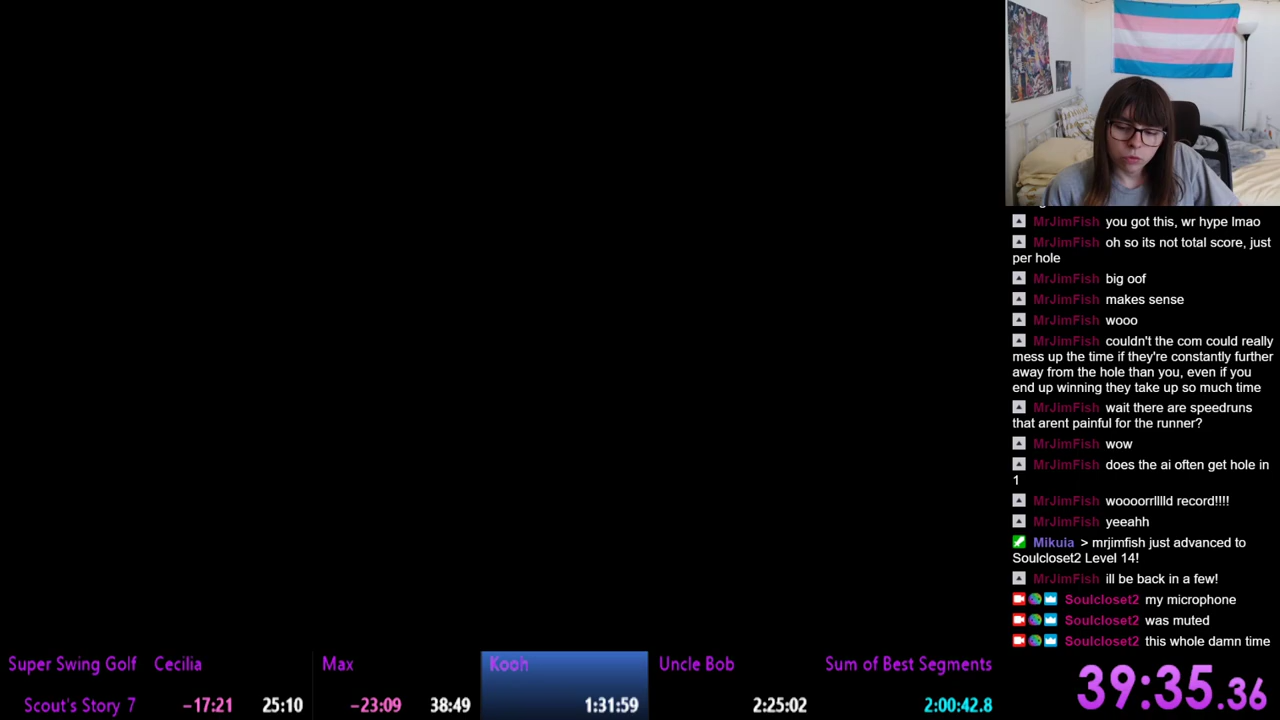 MrJimFish you got this, wr hype lmao
MrJimFish oh so its not total score, just
per hole
MrJimFish big oof
MrJimFish makes sense
MrJimFish wooo
MrJimFish couldn't the com could really
mess up the time if they're constantly further
away from the hole than you, even if you
end up winning they take up so much time
MrJimFish wait there are speedruns
that arent painful for the runner?
MrJimFish wow
MrJimFish does the ai often get hole in
1
MrJimFish woooorrlllld record!!!!
MrJimFish yeeahh
Mikuia > mrjimfish just advanced to
Soulcloset2 Level 14!
MrJimFish ill be back in a few!
Soulcloset2 my microphone
Soulcloset2 was muted
Soulcloset2 this whole damn time
Super Swing Golf
Scout's Story 7
Cecilia
-17:21 25:10
Max
-23:09 38:49
Kooh
1:31:59
Uncle Bob
2:25:02
Sum of Best Segments
2:00:42.8
39:35.36